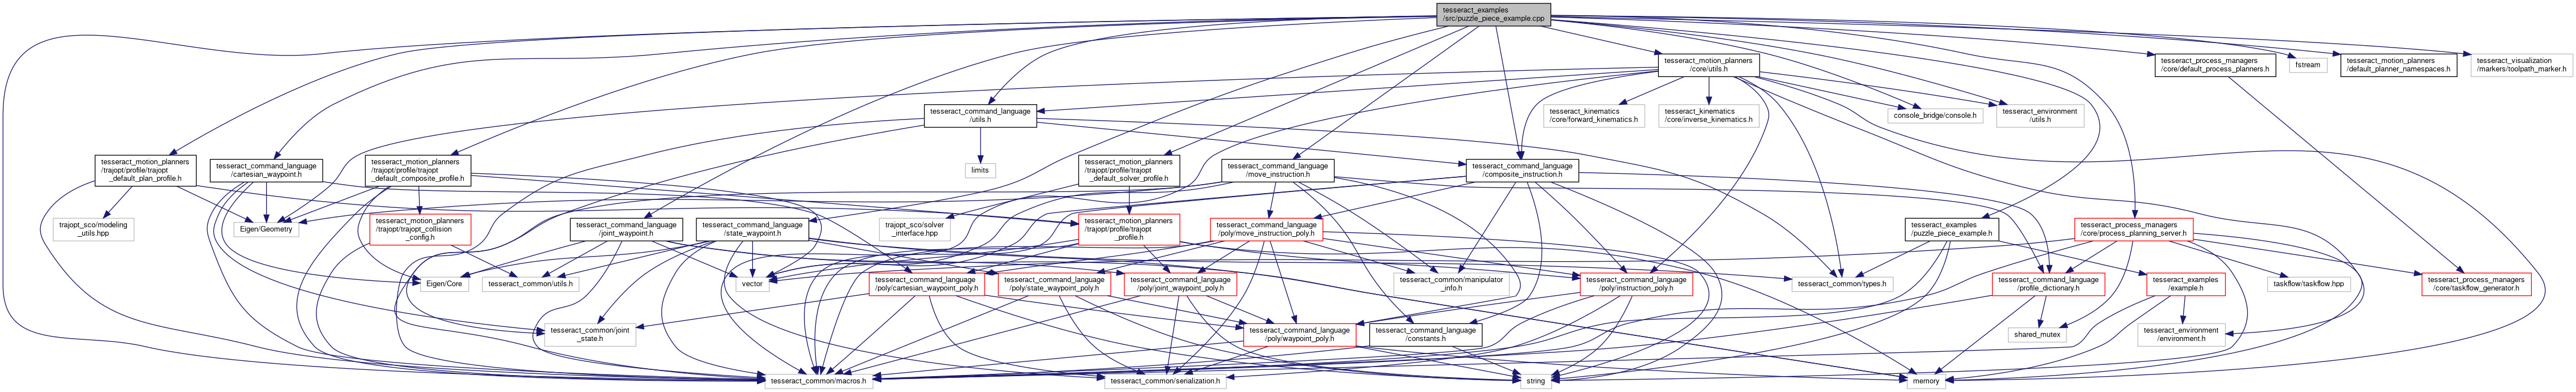 tesseract_examples
/src/puzzle_piece_example.cpp
tesseract_motion_planners
/core/utils.h
tesseract_process_managers
/core/default_process_planners.h
fstream
tesseract_motion_planners
/default_planner_namespaces.h
tesseract_visualization
/markers/toolpath_marker.h
tesseract_command_language
/utils.h
tesseract_kinematics
/core/forward_kinematics.h
tesseract_kinematics
/core/inverse_kinematics.h
console_bridge/console.h
tesseract_environment
/utils.h
tesseract_motion_planners
/trajopt/profile/trajopt
_default_plan_profile.h
tesseract_command_language
/cartesian_waypoint.h
tesseract_motion_planners
/trajopt/profile/trajopt
_default_composite_profile.h
limits
tesseract_motion_planners
/trajopt/profile/trajopt
_default_solver_profile.h
tesseract_command_language
/move_instruction.h
tesseract_command_language
/composite_instruction.h
trajopt_sco/modeling
_utils.hpp
Eigen/Geometry
tesseract_motion_planners
/trajopt/trajopt_collision
_config.h
tesseract_command_language
/joint_waypoint.h
tesseract_command_language
/state_waypoint.h
trajopt_sco/solver
_interface.hpp
tesseract_motion_planners
/trajopt/profile/trajopt
_profile.h
tesseract_command_language
/poly/move_instruction_poly.h
tesseract_examples
/puzzle_piece_example.h
tesseract_process_managers
/core/process_planning_server.h
Eigen/Core
tesseract_common/utils.h
vector
tesseract_command_language
/poly/cartesian_waypoint_poly.h
tesseract_command_language
/poly/state_waypoint_poly.h
tesseract_command_language
/poly/joint_waypoint_poly.h
tesseract_common/manipulator
_info.h
tesseract_command_language
/poly/instruction_poly.h
tesseract_common/types.h
tesseract_command_language
/profile_dictionary.h
tesseract_examples
/example.h
taskflow/taskflow.hpp
tesseract_process_managers
/core/taskflow_generator.h
tesseract_common/joint
_state.h
tesseract_command_language
/poly/waypoint_poly.h
tesseract_command_language
/constants.h
shared_mutex
tesseract_environment
/environment.h
tesseract_common/macros.h
tesseract_common/serialization.h
string
memory